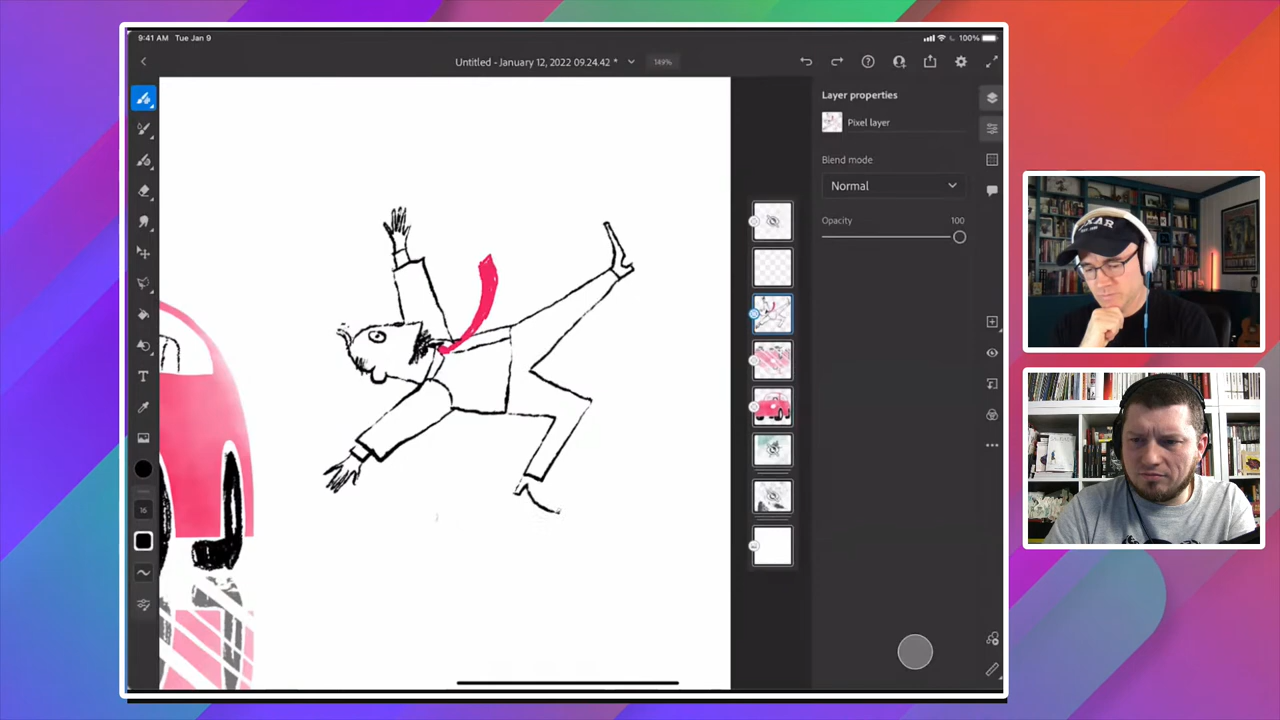 9:41 AM Tue Jan 9
100%
Untitled - January 12, 2022 09.24.42 *
149%
Layer properties
Pixel layer
Blend mode
Normal
Opacity
100
16